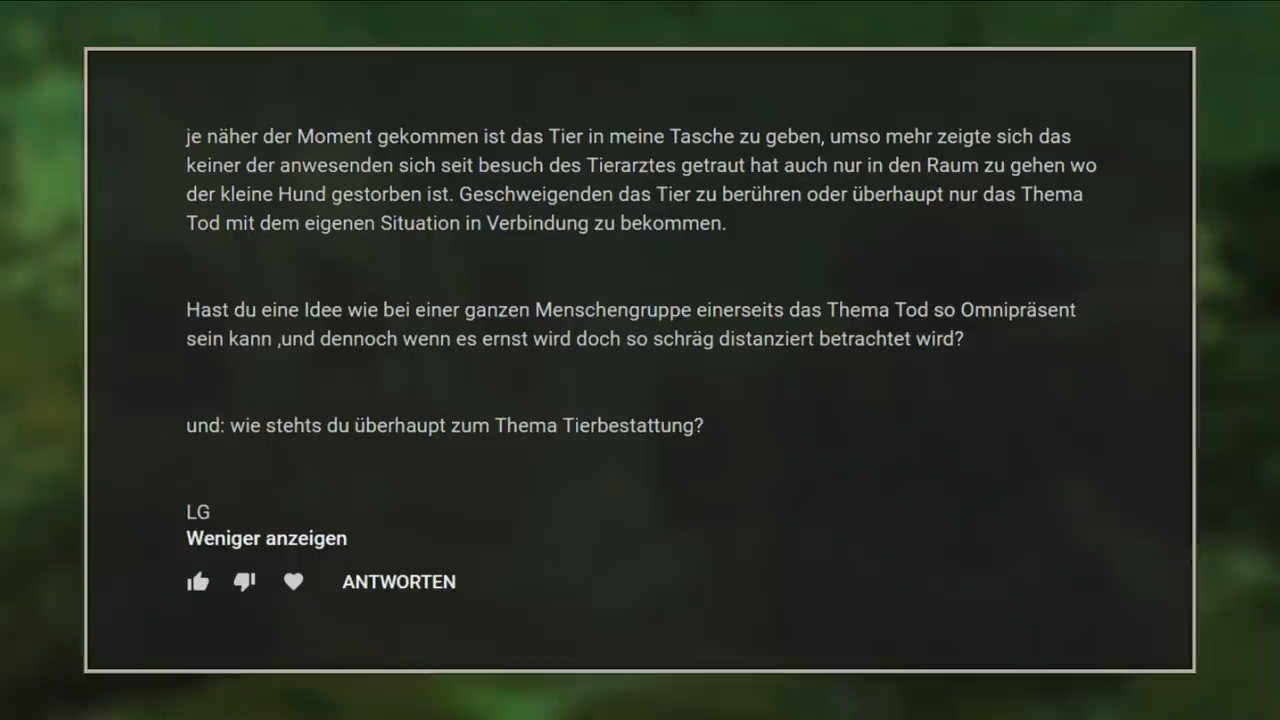 je näher der Moment gekommen ist das Tier in meine Tasche zu geben, umso mehr zeigte sich das
keiner der anwesenden sich seit besuch des Tierarztes getraut hat auch nur in den Raum zu gehen wo
der kleine Hund gestorben ist. Geschweigenden das Tier zu berühren oder überhaupt nur das Thema
Tod mit dem eigenen Situation in Verbindung zu bekommen.
Hast du eine Idee wie bei einer ganzen Menschengruppe einerseits das Thema Tod so Omnipräsent
sein kann ,und dennoch wenn es ernst wird doch so schräg distanziert betrachtet wird?
und: wie stehts du überhaupt zum Thema Tierbestattung?
LG
Weniger anzeigen
ANTWORTEN